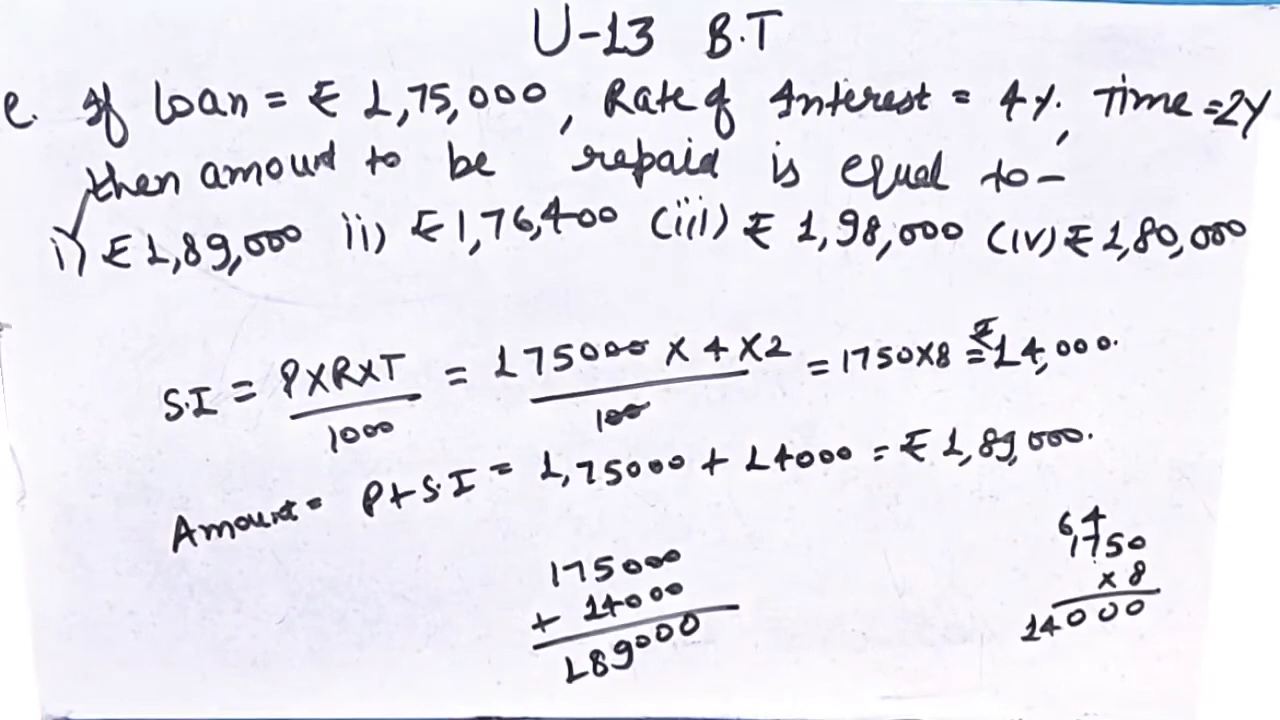 U-13 B.T
e. If loan = ₹ 1,75,000, Rate of Interest = 4%, Time = 2Y
then amount to be repaid is equal to -
i) ₹ 1,89,000 ii) ₹ 1,76,400 (iii) ₹ 1,98,000 (iv) ₹ 1,80,000
S.I = P×R×T / 1000 = 175000 × 4 × 2 / 100 = 1750×8 = ₹ 14,000.
Amount = P+S.I = 1,75000 + 14000 = ₹ 1,89,000.
64
175000 1750
+ 14000 × 8
189000 14000